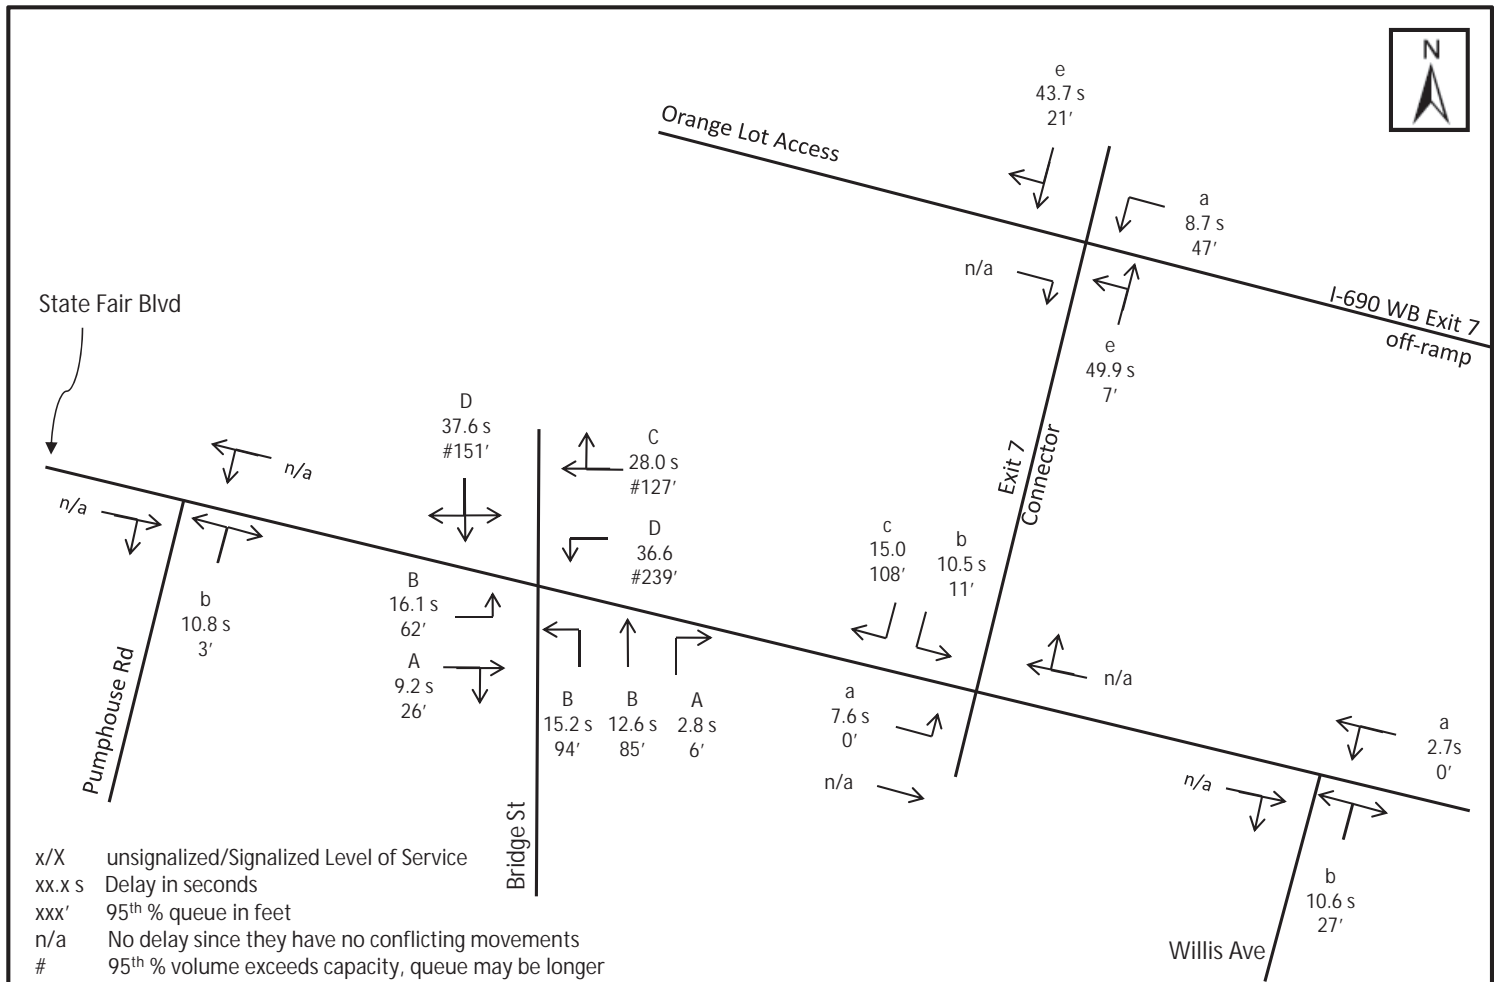 N
e
43.7 s
21'
Orange Lot Access
a
8.7 s
47'
n/a
I-690 WB Exit 7
off-ramp
e
49.9 s
7'
State Fair Blvd
D
37.6 s
#151'
C
28.0 s
#127'
n/a
n/a
Exit 7
Connector
D
36.6
#239'
c
15.0
108'
b
10.5 s
11'
b
10.8 s
3'
B
16.1 s
62'
A
9.2 s
26'
B
15.2 s
94'
B
12.6 s
85'
A
2.8 s
6'
n/a
a
7.6 s
0'
n/a
a
2.7s
0'
n/a
Pumphouse Rd
Bridge St
b
10.6 s
27'
Willis Ave
x/X unsignalized/Signalized Level of Service
xx.x s Delay in seconds
xxx' 95th % queue in feet
n/a No delay since they have no conflicting movements
# 95th % volume exceeds capacity, queue may be longer